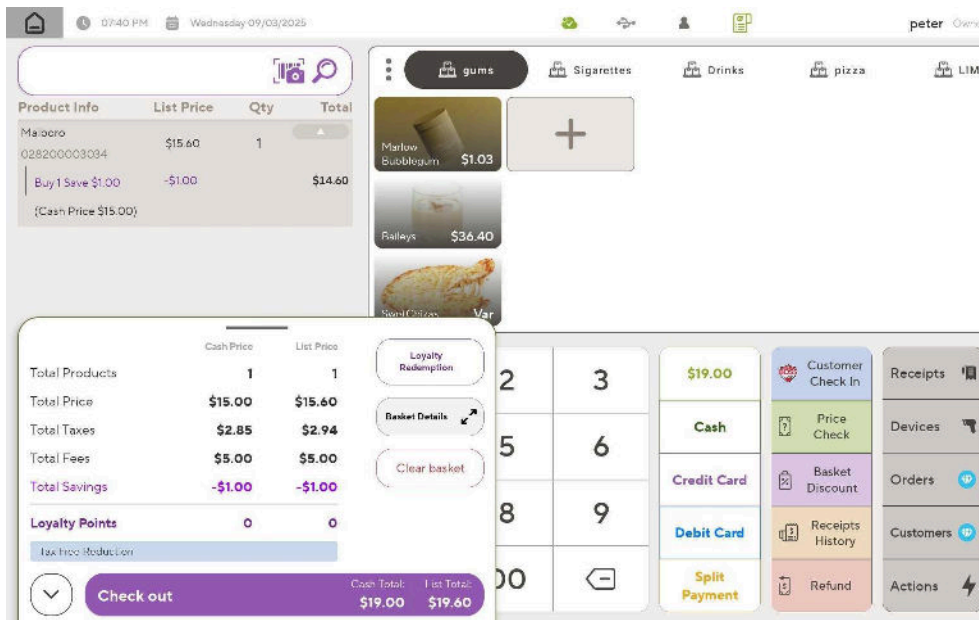 07:40 PM Wednesday 09/03/2025 peter
gums Sigarettes Drinks pizza LIM
Product Info List Price Qty Total
Malboro $15.60 1
028200003034
Buy 1 Save $1.00 -$1.00 $14.60
(Cash Price $15.00)
Marlow
Bubblegum $1.03
Baileys $36.40
Var
Cash Price List Price
Total Products 1 1
Total Price $15.00 $15.60
Total Taxes $2.85 $2.94
Total Fees $5.00 $5.00
Total Savings -$1.00 -$1.00
Loyalty Points 0 0
Tax Free Reduction
Check out
Cash Total: List Total:
$19.00 $19.60
Loyalty
Redemption
Basket Details
Clear basket
2 3
5 6
8 9
00
$19.00
Cash
Credit Card
Debit Card
Split
Payment
Customer
Check In
Price
Check
Basket
Discount
Receipts
History
Refund
Receipts
Devices
Orders
Customers
Actions